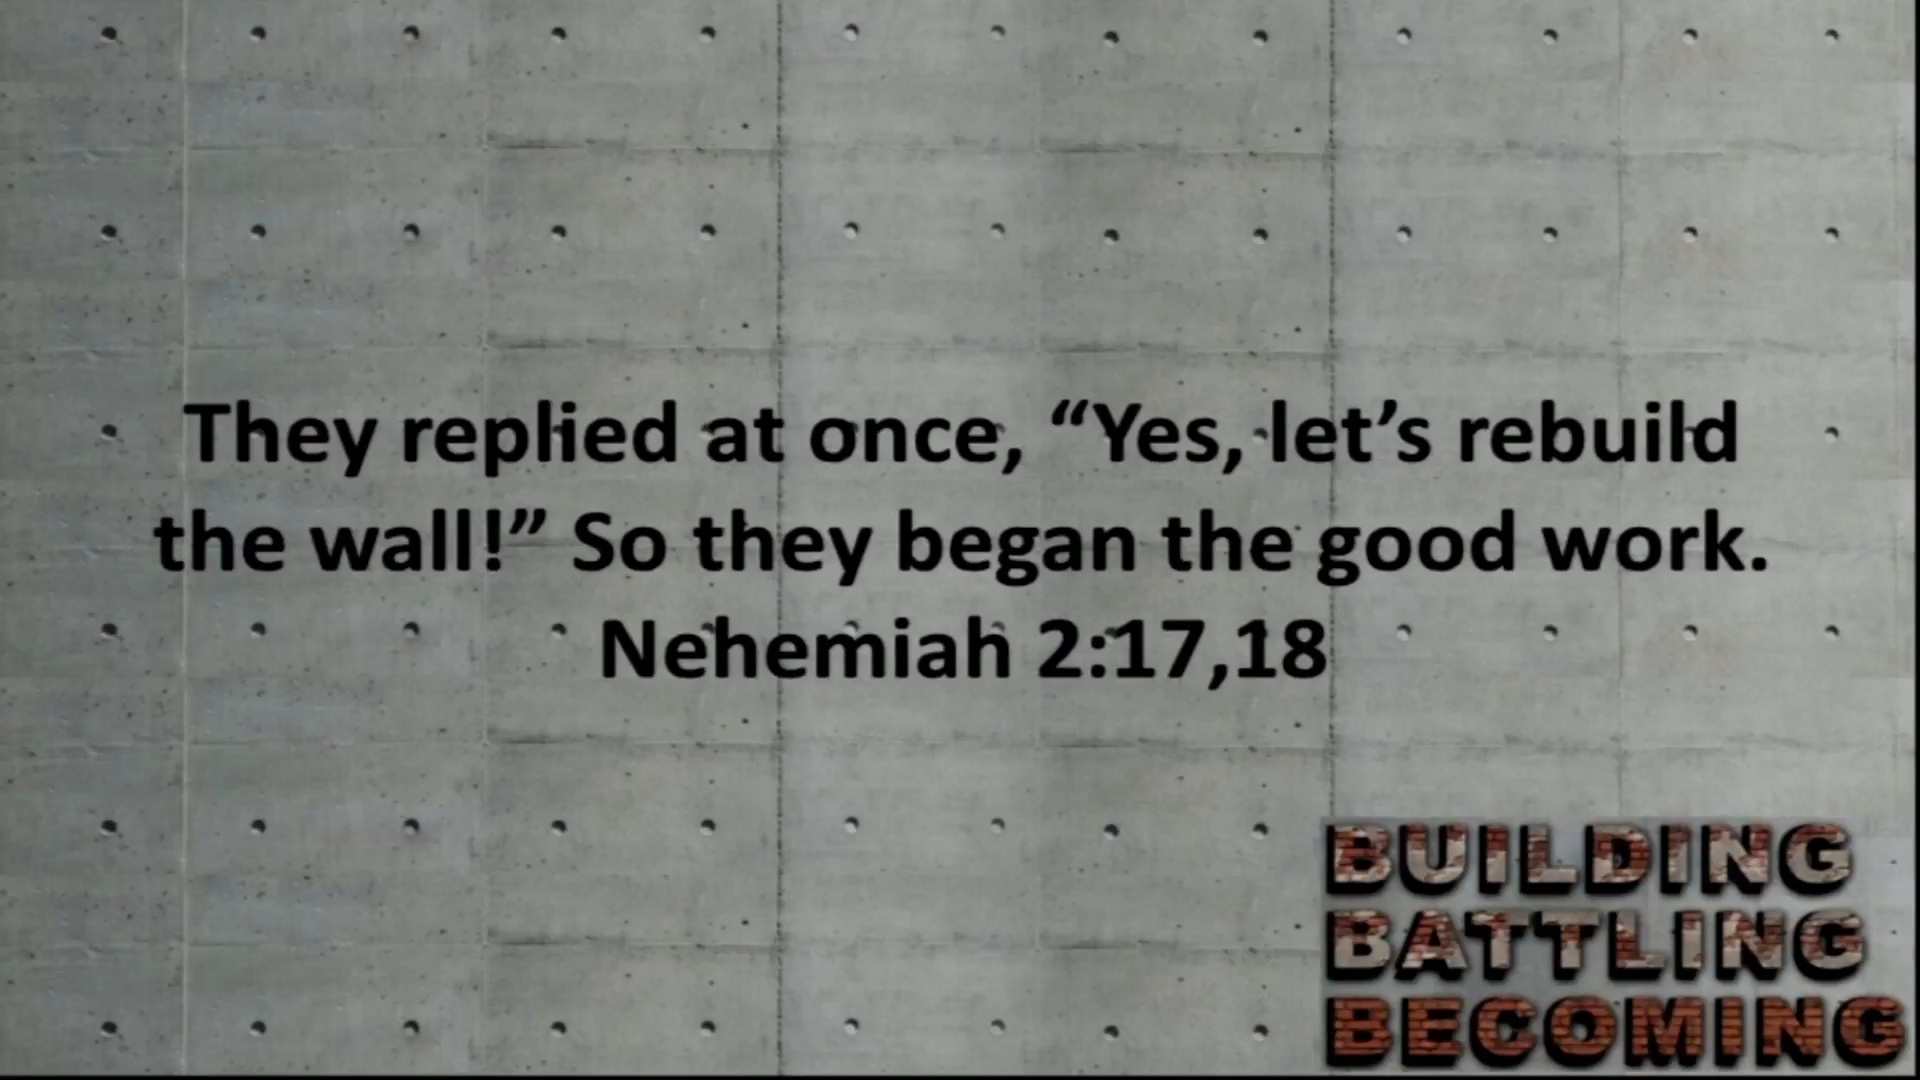 They replied at once, “Yes, let’s rebuild
the wall!” So they began the good work.
Nehemiah 2:17,18
BUILDING
BATTLING
BECOMING